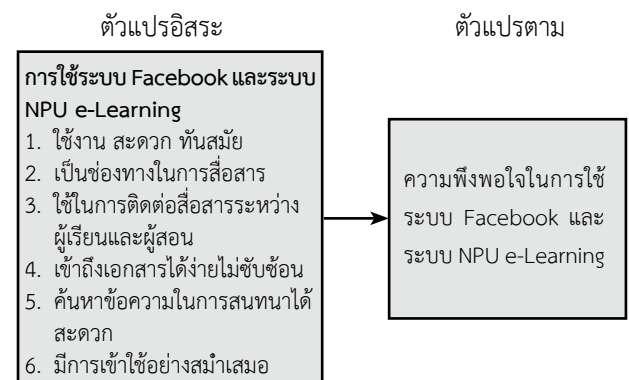 ตัวแปรอิสระ
การใช้ระบบ Facebook และระบบ
NPU e-Learning
1. ใช้งาน สะดวก ทันสมัย
2. เป็นช่องทางในการสื่อสาร
3. ใช้ในการติดต่อสื่อสารระหว่าง
ผู้เรียนและผู้สอน
4. เข้าถึงเอกสารได้ง่ายไม่ซับซ้อน
5. ค้นหาข้อความในการสนทนาได้
สะดวก
6. มีการเข้าใช้อย่างสม่ำเสมอ
ตัวแปรตาม
ความพึงพอใจในการใช้
ระบบ Facebook และ
ระบบ NPU e-Learning